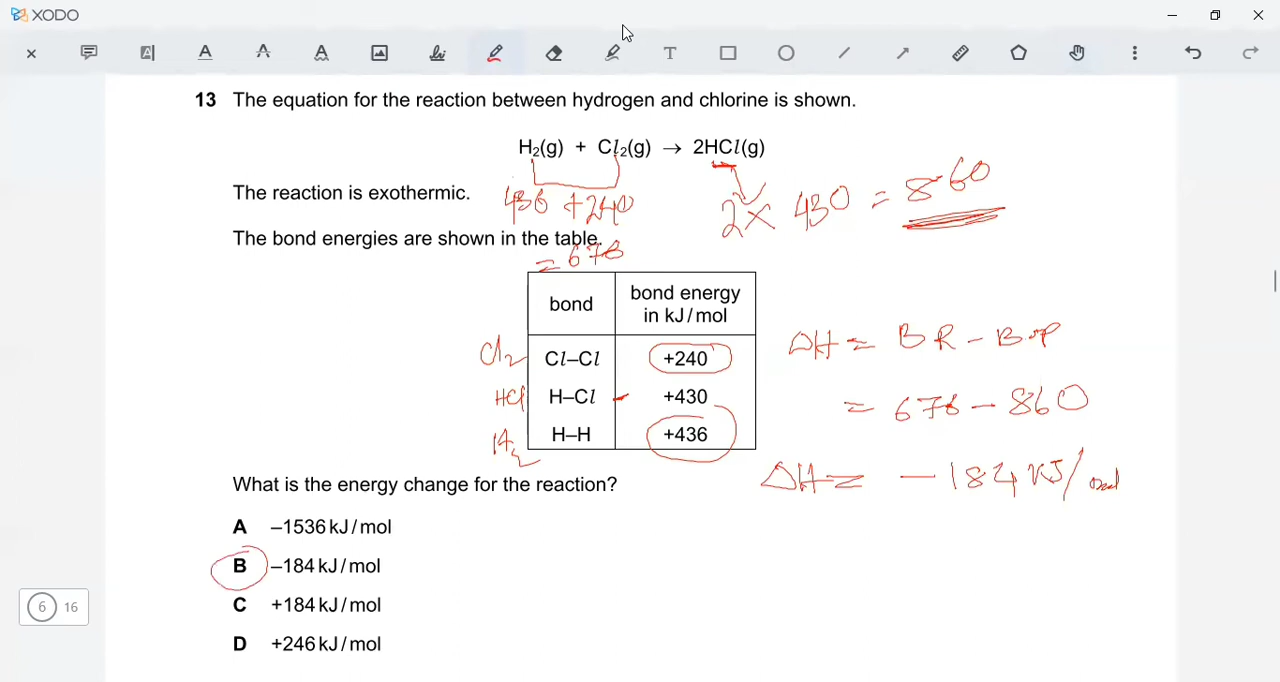 XODO
13 The equation for the reaction between hydrogen and chlorine is shown.
H₂(g) + Cl₂(g) → 2HCl(g)
The reaction is exothermic.
436 + 240
= 676
2 × 430 = 860
The bond energies are shown in the table.
bond bond energy in kJ/mol
Cl₂ Cl–Cl +240
HCl H–Cl +430
H₂ H–H +436
ΔH = BR - BP
= 676 - 860
ΔH = -184 kJ/mol
What is the energy change for the reaction?
A –1536 kJ/mol
B –184 kJ/mol
C +184 kJ/mol
D +246 kJ/mol
6 16